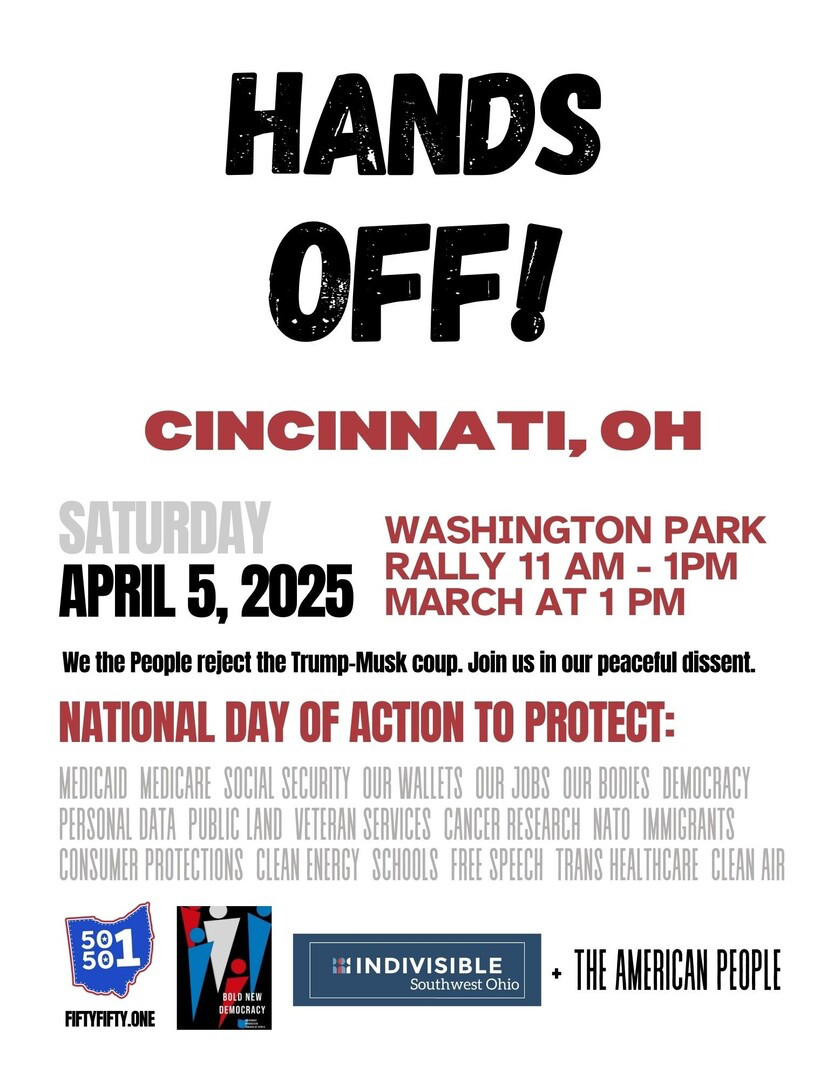 HANDS
OFF!
CINCINNATI, OH
SATURDAY
APRIL 5, 2025
WASHINGTON PARK
RALLY 11 AM - 1PM
MARCH AT 1 PM
We the People reject the Trump-Musk coup. Join us in our peaceful dissent.
NATIONAL DAY OF ACTION TO PROTECT:
MEDICAID MEDICARE SOCIAL SECURITY OUR WALLETS OUR JOBS OUR BODIES DEMOCRACY
PERSONAL DATA PUBLIC LAND VETERAN SERVICES CANCER RESEARCH NATO IMMIGRANTS
CONSUMER PROTECTIONS CLEAN ENERGY SCHOOLS FREE SPEECH TRANS HEALTHCARE CLEAN AIR
50
50
1
FIFTYFIFTY.ONE
BOLD NEW
DEMOCRACY
INDIVISIBLE
Southwest Ohio
+ THE AMERICAN PEOPLE